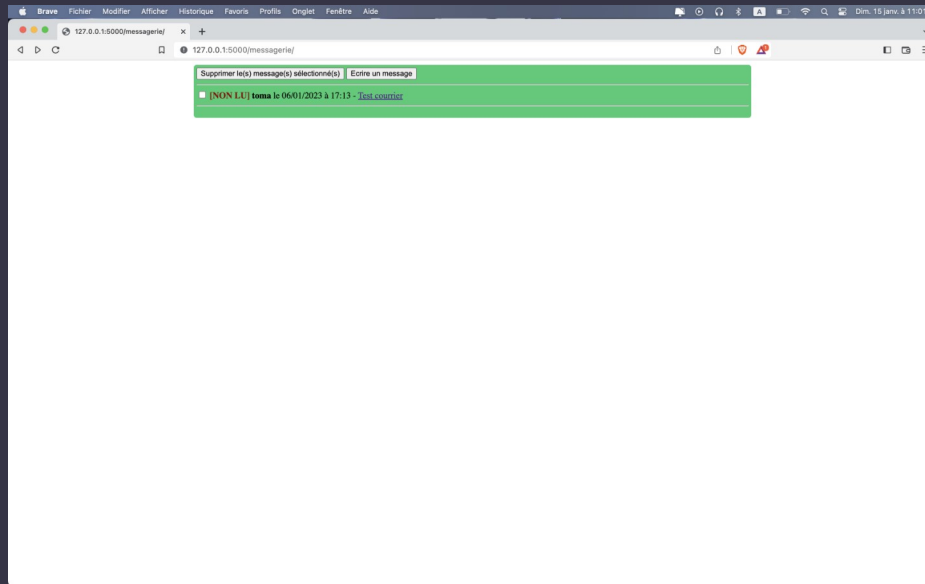 Brave Fichier Modifier Afficher Historique Favoris Profils Onglet Fenêtre Aide A Dim. 15 janv. à 11:01
127.0.0.1:5000/messagerie/
127.0.0.1:5000/messagerie/
Supprimer le(s) message(s) sélectionné(s) Ecrire un message
[NON LU] toma le 06/01/2023 à 17:13 - Test courrier